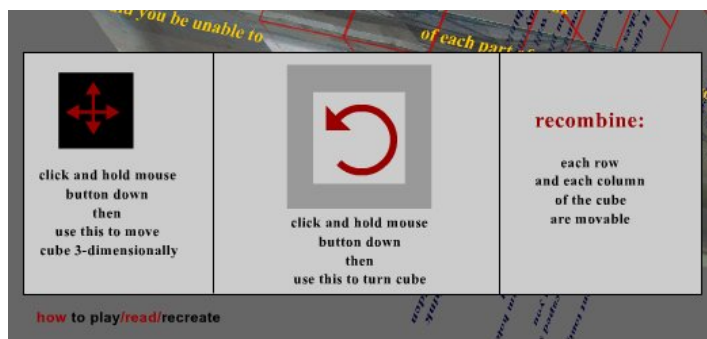 you be unable to
of each part of
click and hold mouse
button down
then
use this to move
cube 3-dimensionally
click and hold mouse
button down
then
use this to turn cube
recombine:
each row
and each column
of the cube
are movable
how to play/read/recreate